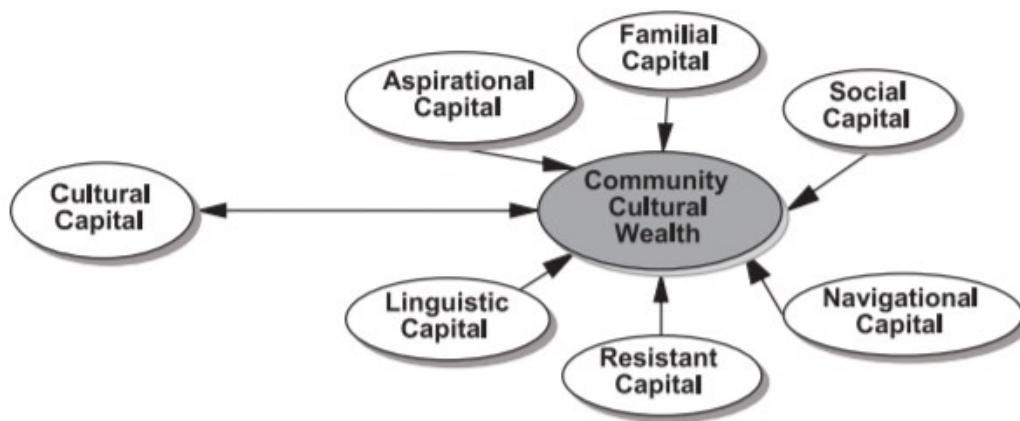 Familial
Capital
Aspirational
Capital
Social
Capital
Cultural
Capital
Community
Cultural
Wealth
Linguistic
Capital
Resistant
Capital
Navigational
Capital